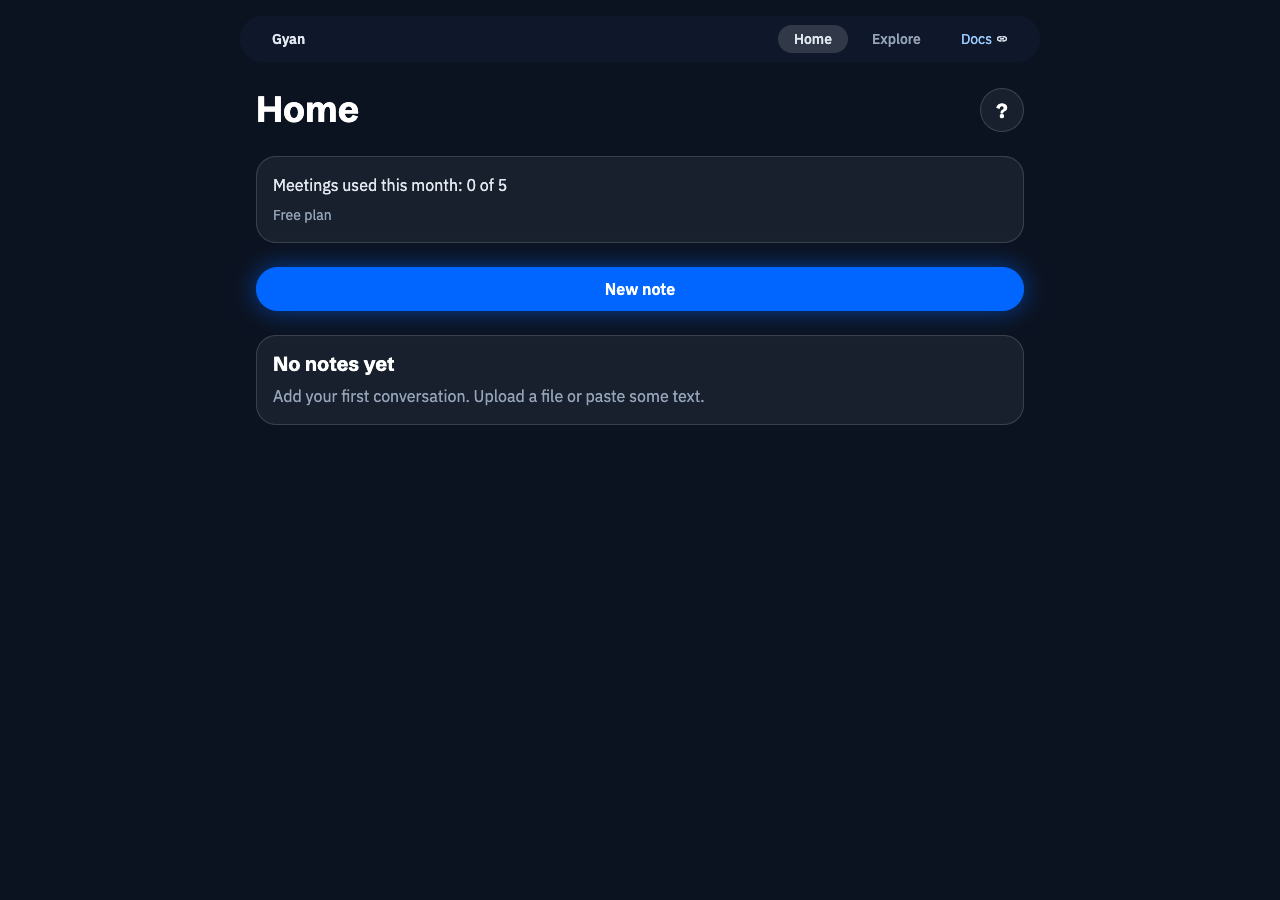 Gyan
Home
Explore
Docs
Home
?
Meetings used this month: 0 of 5
Free plan
New note
No notes yet
Add your first conversation. Upload a file or paste some text.